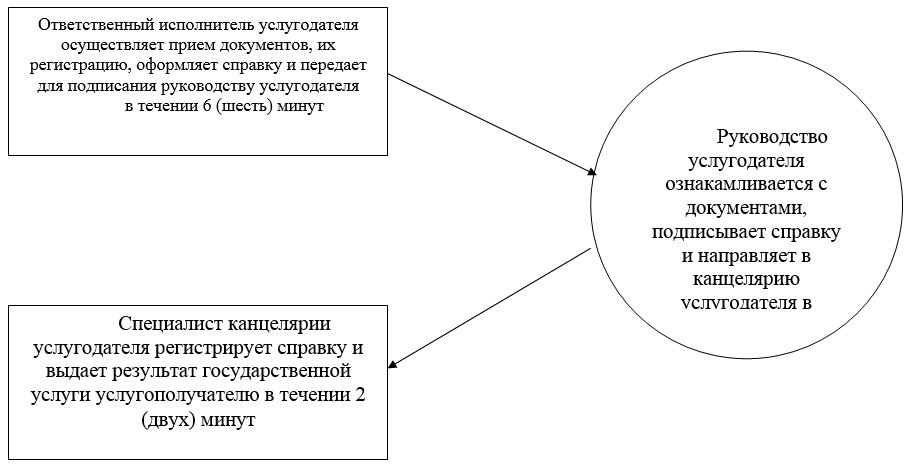 Ответственный исполнитель услугодателя
осуществляет прием документов, их
регистрацию, оформляет справку и передает
для подписания руководству услугодателя
в течении 6 (шесть) минут
Руководство
услугодателя
ознакамливается с
документами,
подписывает справку
и направляет в
канцелярию
услугодателя в
Специалист канцелярии
услугодателя регистрирует справку и
выдает результат государственной
услуги услугополучателю в течении 2
(двух) минут